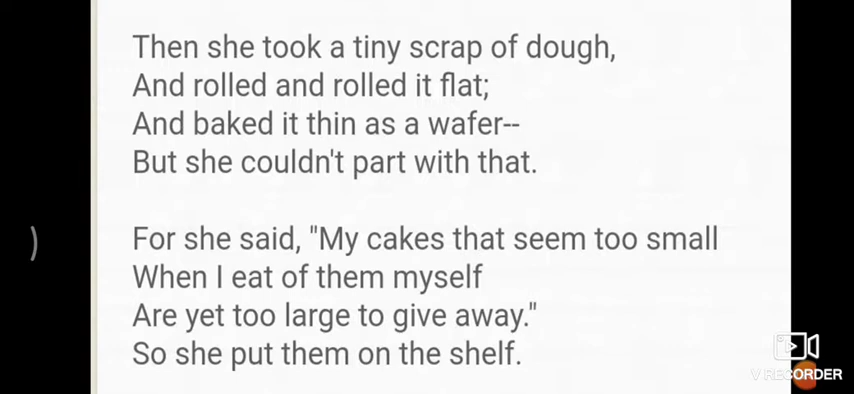 Then she took a tiny scrap of dough,
And rolled and rolled it flat;
And baked it thin as a wafer--
But she couldn't part with that.
For she said, "My cakes that seem too small
When I eat of them myself
Are yet too large to give away."
So she put them on the shelf.
V RECORDER